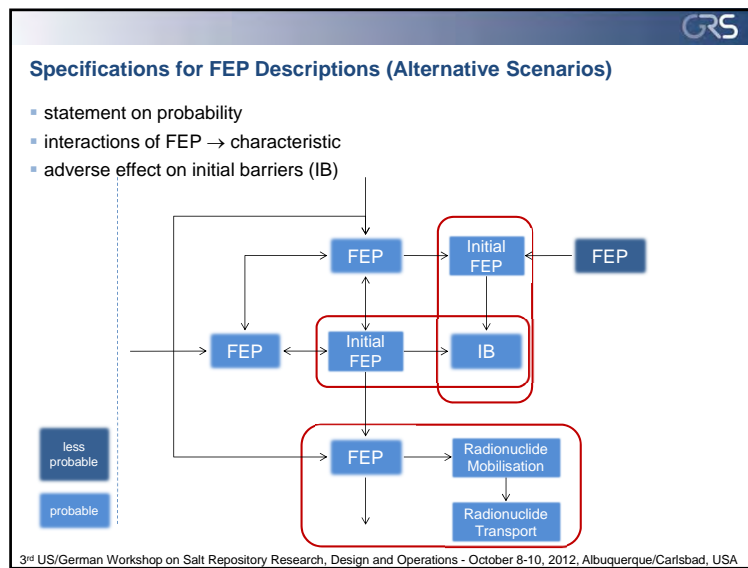 GRS
Specifications for FEP Descriptions (Alternative Scenarios)
▪ statement on probability
▪ interactions of FEP → characteristic
▪ adverse effect on initial barriers (IB)
FEP
Initial
FEP
FEP
FEP
Initial
FEP
IB
less
probable
FEP
Radionuclide
Mobilisation
probable
Radionuclide
Transport
3rd US/German Workshop on Salt Repository Research, Design and Operations - October 8-10, 2012, Albuquerque/Carlsbad, USA